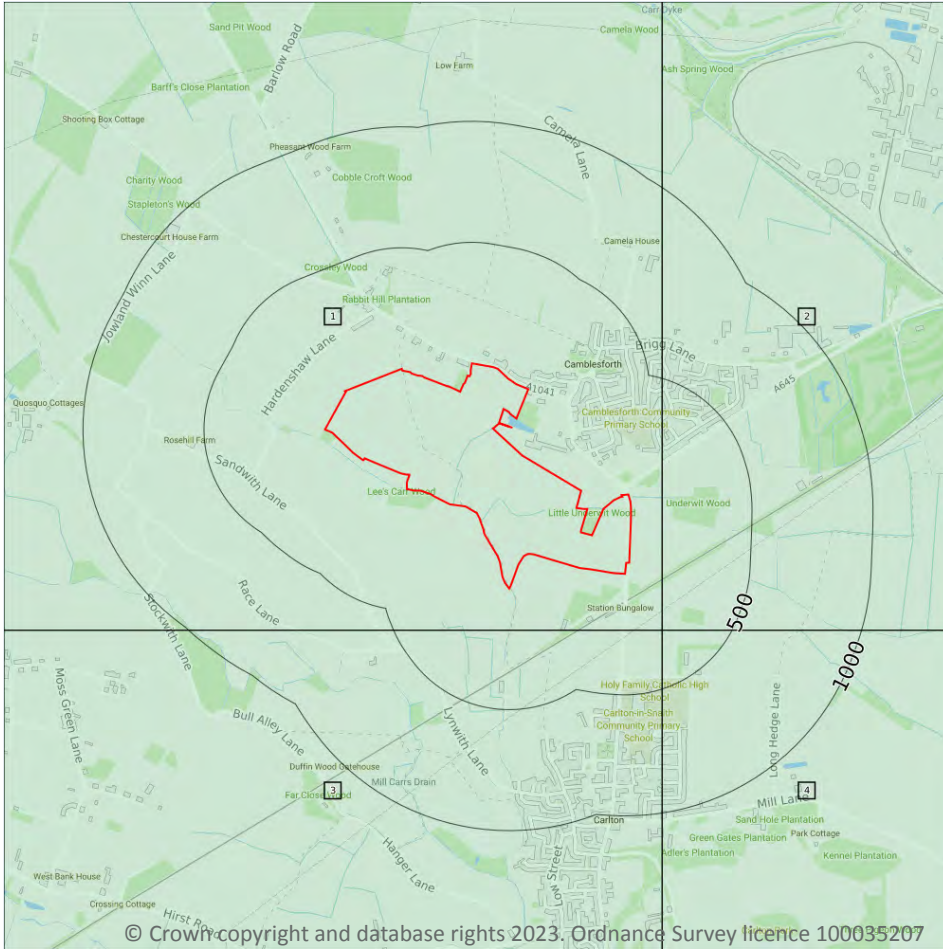 Carr Dyke
Sand Pit Wood
Camela Wood
Barlow Road
Low Farm
Ash Spring Wood
Barff's Close Plantation
Shooting Box Cottage
Camela Lane
Pheasant Wood Farm
Charity Wood
Cobble Croft Wood
Stapleton's Wood
Chestercourt House Farm
Camela House
Jowland Winn Lane
Crossley Wood
Rabbit Hill Plantation
1
2
Hardenshaw Lane
Brigg Lane
Camblesforth
A1041
A645
Quosquo Cottages
Camblesforth Community
Primary School
Rosehill Farm
Sandwith Lane
Lee's Carr Wood
Underwit Wood
Little Underwit Wood
Race Lane
Station Bungalow
500
Stockwith Lane
1000
Moss Green Lane
Holy Family Catholic High
School
Carlton-in-Snaith
Community Primary
School
Long Hedge Lane
Bull Alley Lane
Lynwith Lane
Duffin Wood Gatehouse
Mill Carrs Drain
3
4
Far Close Wood
Mill Lane
Carlton
Sand Hole Plantation
Green Gates Plantation
Park Cottage
Adler's Plantation
Kennel Plantation
Hanger Lane
Low Street
West Bank House
Crossing Cottage
Hirst Road
© Crown copyright and database rights 2023. Ordnance Survey licence 100035207